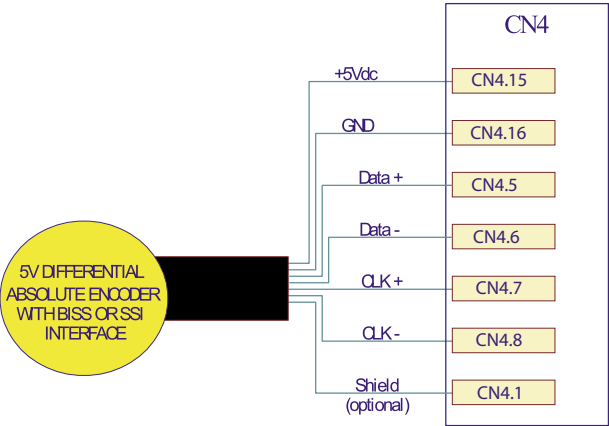 CN4
+5Vdc
CN4.15
GND
CN4.16
Data +
CN4.5
Data -
CN4.6
CLK +
CN4.7
CLK -
CN4.8
Shield
(optional)
CN4.1
5V DIFFERENTIAL
ABSOLUTE ENCODER
WITH BISS OR SSI
INTERFACE